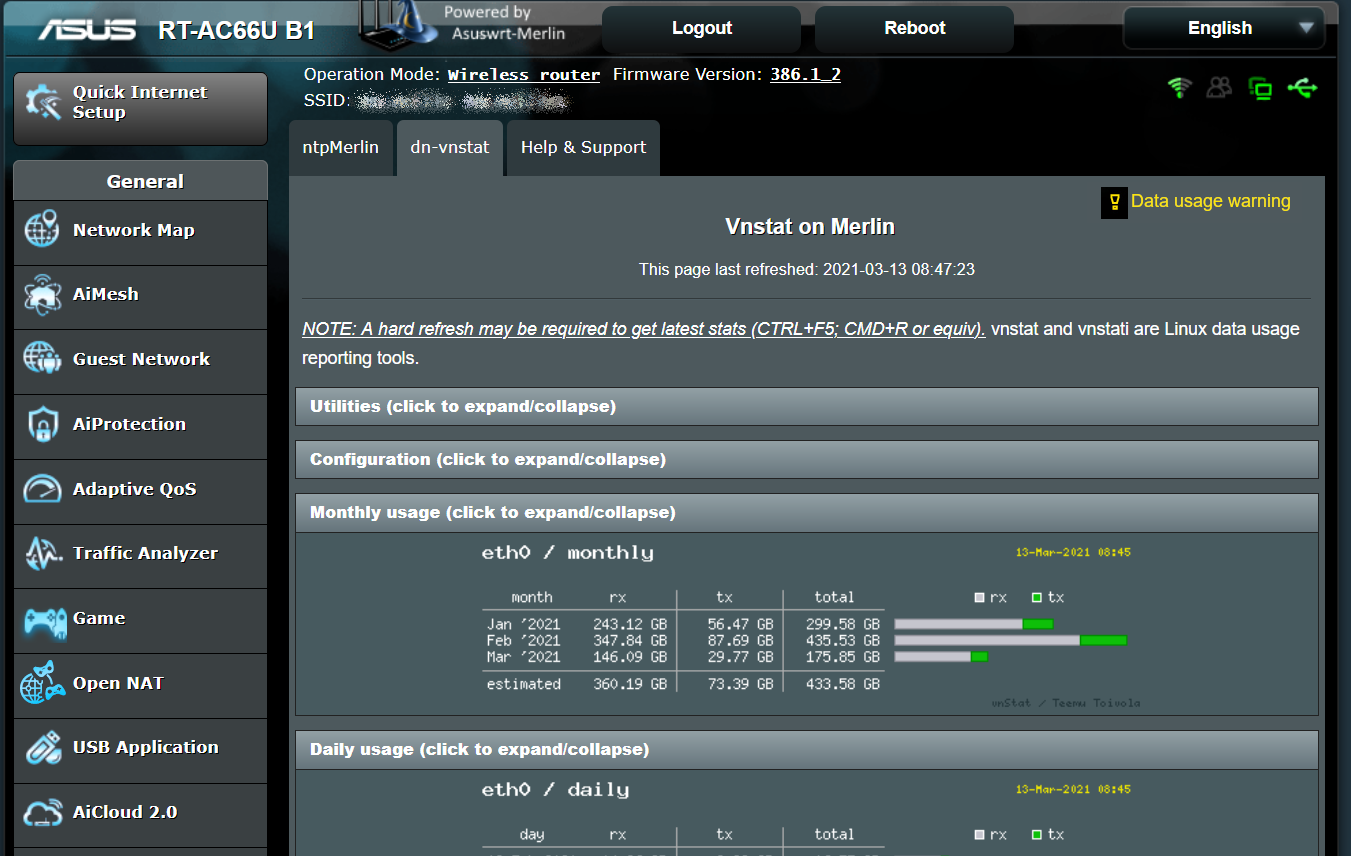 ASUS RT-AC66U B1
Powered by
Asuswrt-Merlin
Logout
Reboot
English
Operation Mode: Wireless router Firmware Version: 386.1_2
SSID:
Quick Internet
Setup
General
Network Map
AiMesh
Guest Network
AiProtection
Adaptive QoS
Traffic Analyzer
Game
Open NAT
USB Application
AiCloud 2.0
ntpMerlin
dn-vnstat
Help & Support
Data usage warning
Vnstat on Merlin
This page last refreshed: 2021-03-13 08:47:23
NOTE: A hard refresh may be required to get latest stats (CTRL+F5; CMD+R or equiv). vnstat and vnstati are Linux data usage
reporting tools.
Utilities (click to expand/collapse)
Configuration (click to expand/collapse)
Monthly usage (click to expand/collapse)
eth0 / monthly 13-Mar-2021 08:45
month rx tx total rx tx
Jan '2021 243.12 GB 56.47 GB 299.58 GB
Feb '2021 347.84 GB 87.69 GB 435.53 GB
Mar '2021 146.09 GB 29.77 GB 175.85 GB
estimated 360.19 GB 73.39 GB 433.58 GB
vnStat / Teemu Toivola
Daily usage (click to expand/collapse)
eth0 / daily 13-Mar-2021 08:45
day rx tx total rx tx